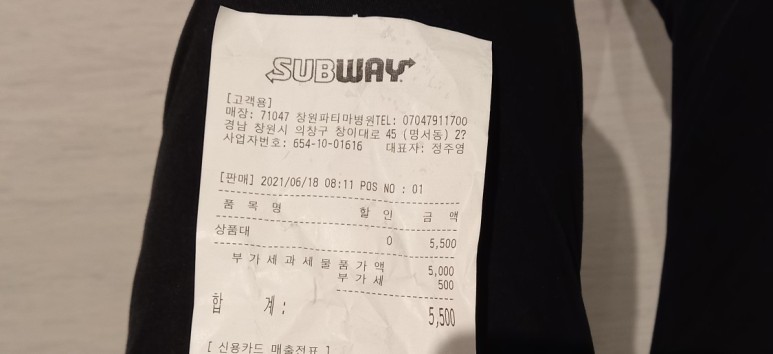 SUBWAY
[고객용]
매장: 71047 창원파티마병원TEL: 07047911700
경남 창원시 의창구 창이대로 45 (명서동) 2?
사업자번호: 654-10-01616 대표자: 정주영
[판매] 2021/06/18 08:11 POS NO : 01
품 목 명 할 인 금 액
상품대 0 5,500
부 가 세 과 세 물 품 가 액 5,000
부 가 세 500
합 계 : 5,500
[ 신용카드 매출전표 ]